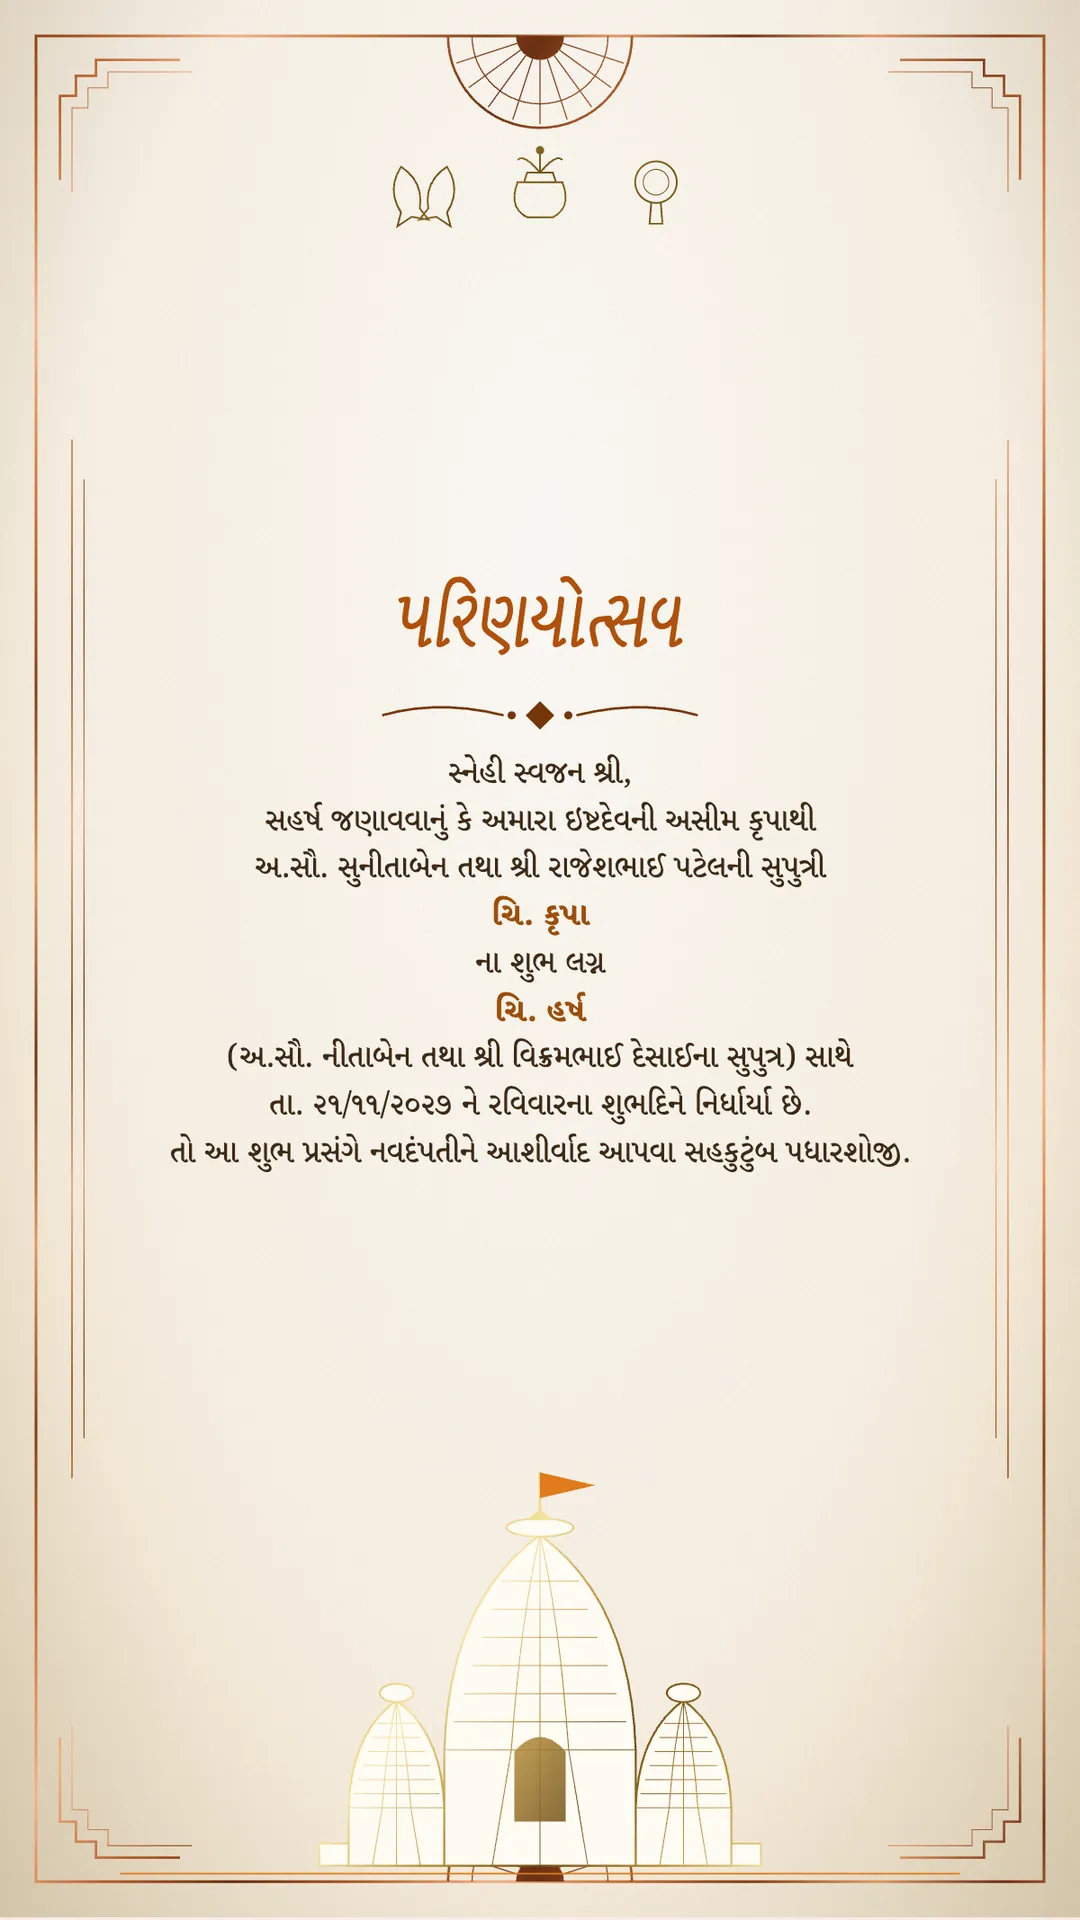 પરિણયોત્સવ
સ્નેહી સ્વજન શ્રી,
સહર્ષ જણાવવાનું કે અમારા ઇષ્ટદેવની અસીમ કૃપાથી
અ.સૌ. સુનીતાબેન તથા શ્રી રાજેશભાઈ પટેલની સુપુત્રી
ચિ. કૃપા
ના શુભ લગ્ન
ચિ. હર્ષ
(અ.સૌ. નીતાબેન તથા શ્રી વિક્રમભાઈ દેસાઈના સુપુત્ર) સાથે
તા. ૨૧/૧૧/૨૦૨૭ ને રવિવારના શુભદિને નિર્ધાર્યા છે.
તો આ શુભ પ્રસંગે નવદંપતીને આશીર્વાદ આપવા સહકુટુંબ પધારશોજી.